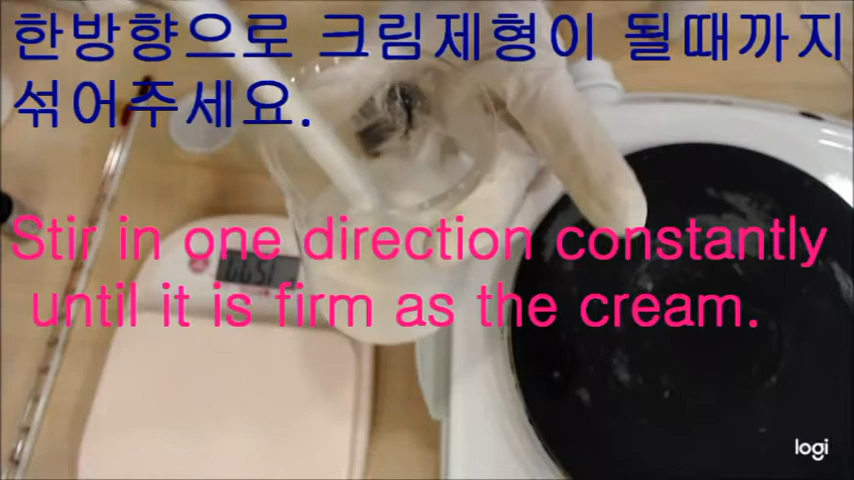 한방향으로 크림제형이 될때까지
섞어주세요.
Stir in one direction constantly
until it is firm as the cream.
logi